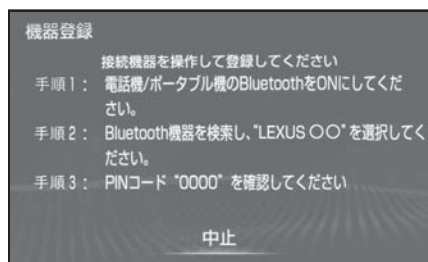 機器登録
接続機器を操作して登録してください
手順1： 電話機/ポータブル機のBluetoothをONにしてくだ
さい。
手順2： Bluetooth機器を検索し、"LEXUS ○○"を選択してく
ださい。
手順3： PINコード "0000" を確認してください
中止